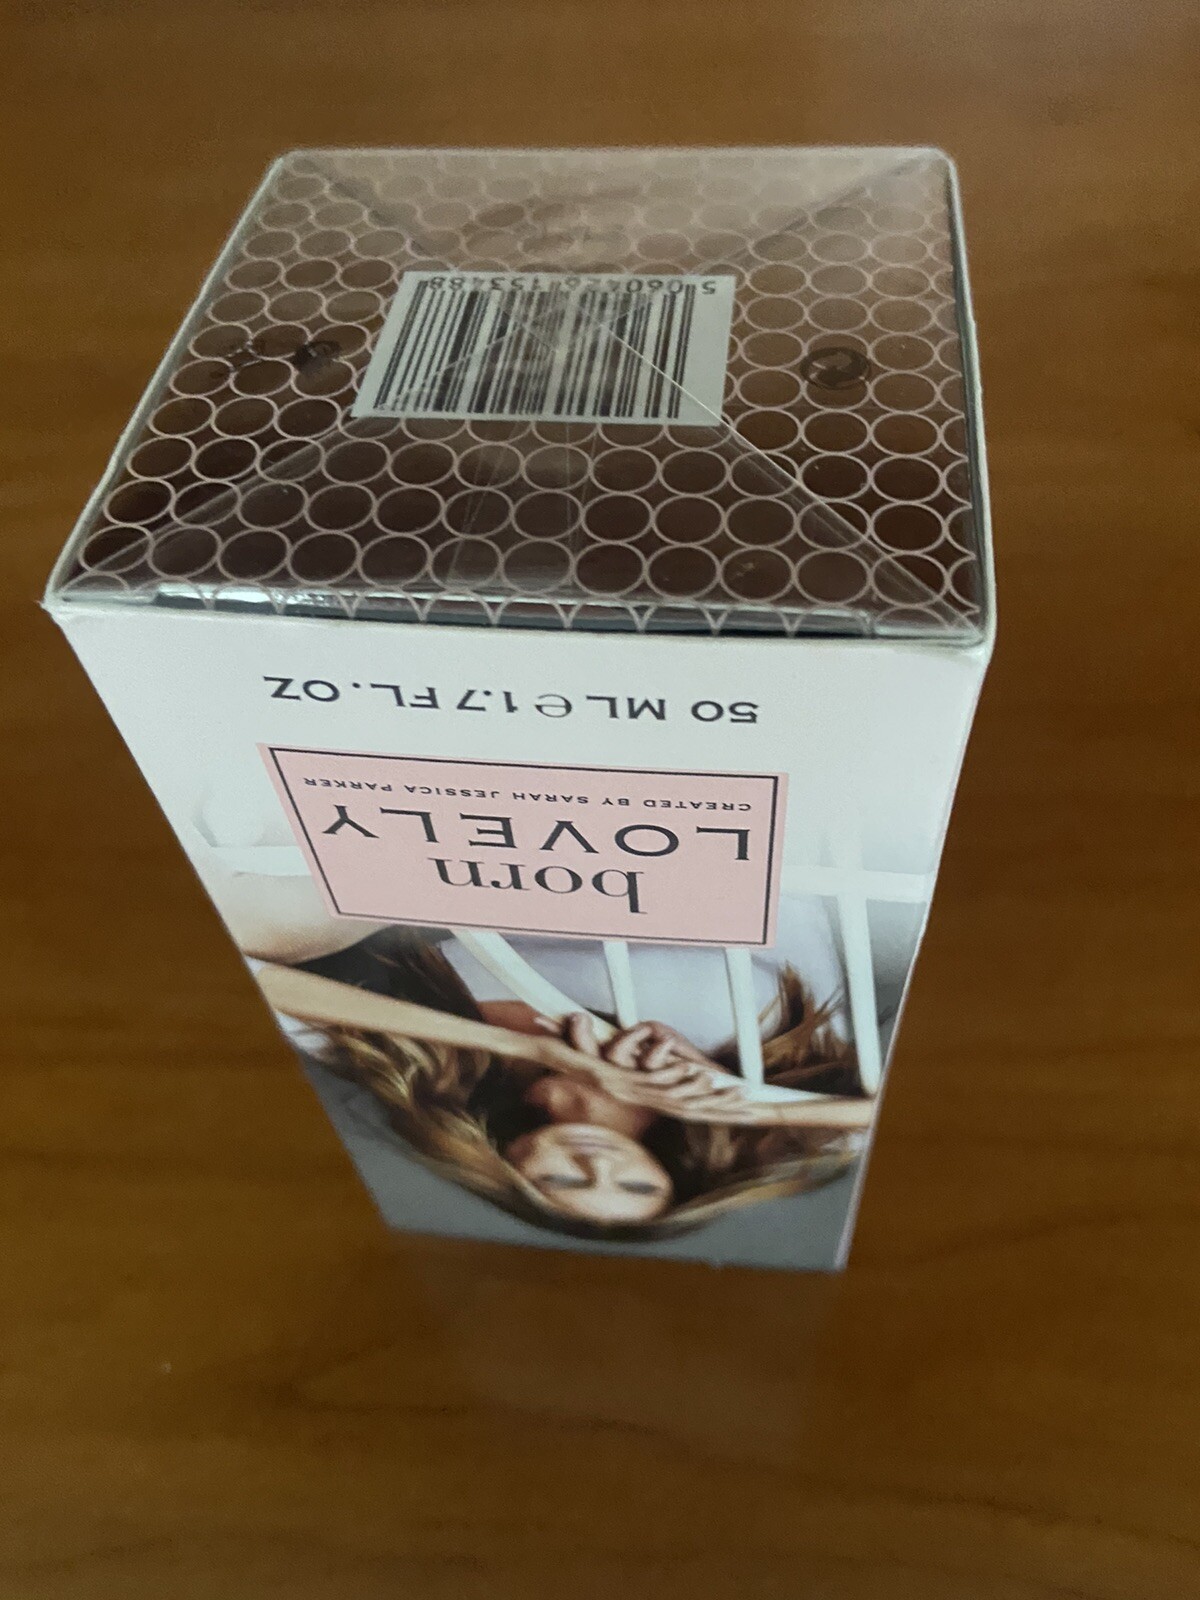 born
LOVELY
CREATED BY SARAH JESSICA PARKER
50 ML ℮ 1.7 FL.OZ
5 060426 153488